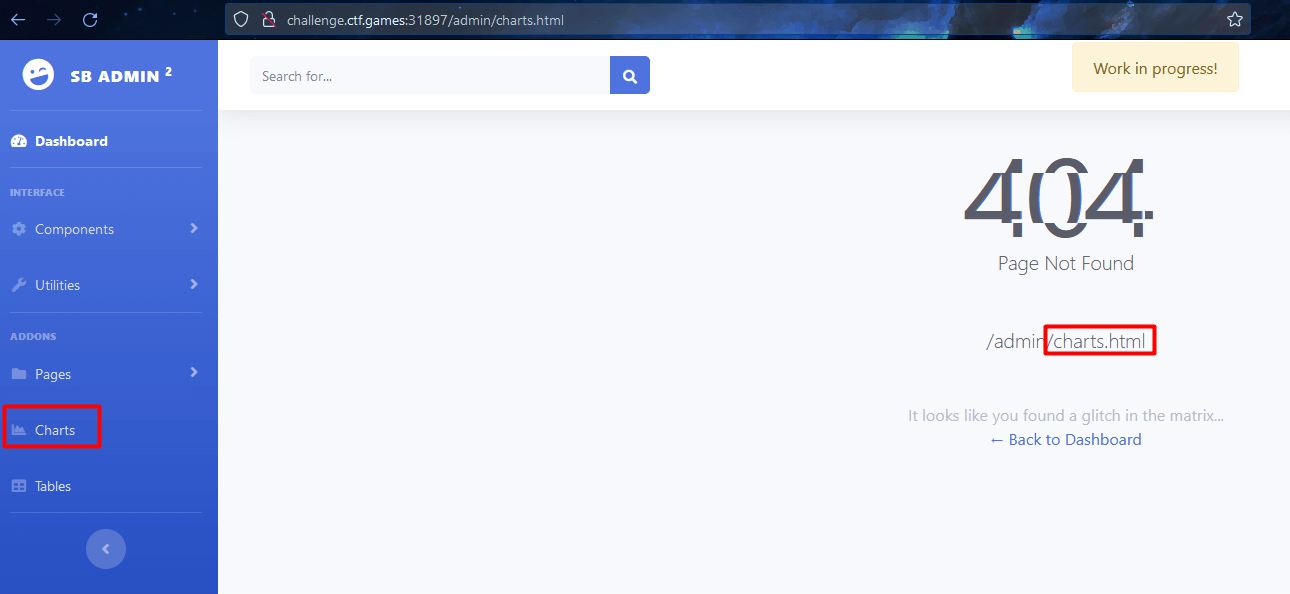 challenge.ctf.games:31897/admin/charts.html
SB ADMIN 2
Search for...
Work in progress!
Dashboard
INTERFACE
Components
Utilities
ADDONS
Pages
Charts
Tables
404
Page Not Found
/admin/charts.html
It looks like you found a glitch in the matrix...
← Back to Dashboard